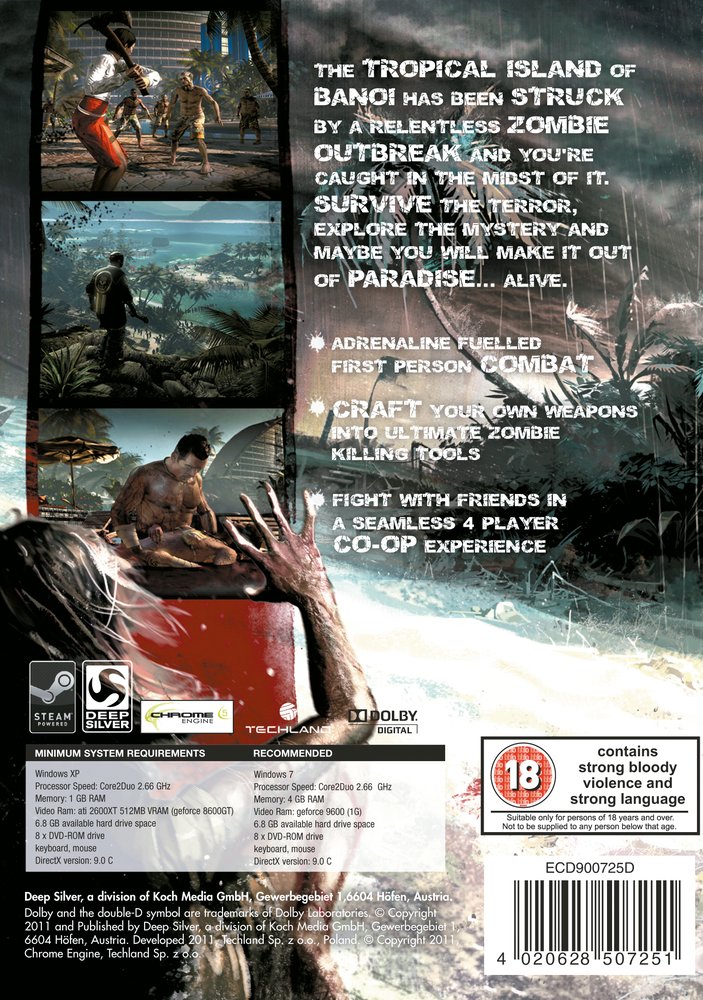 THE TROPICAL ISLAND OF
BANOI HAS BEEN STRUCK
BY A RELENTLESS ZOMBIE
OUTBREAK AND YOU'RE
CAUGHT IN THE MIDST OF IT.
SURVIVE THE TERROR,
EXPLORE THE MYSTERY AND
MAYBE YOU WILL MAKE IT OUT
OF PARADISE... ALIVE.
ADRENALINE FUELLED
FIRST PERSON COMBAT
CRAFT YOUR OWN WEAPONS
INTO ULTIMATE ZOMBIE
KILLING TOOLS
FIGHT WITH FRIENDS IN
A SEAMLESS 4 PLAYER
CO-OP EXPERIENCE
STEAM
POWERED
DEEP
SILVER
CHROME
ENGINE
TECHLAND
DOLBY
DIGITAL
MINIMUM SYSTEM REQUIREMENTS
Windows XP
Processor Speed: Core2Duo 2.66 GHz
Memory: 1 GB RAM
Video Ram: ati 2600XT 512MB VRAM (geforce 8600GT)
6.8 GB available hard drive space
8 x DVD-ROM drive
keyboard, mouse
DirectX version: 9.0 C
RECOMMENDED
Windows 7
Processor Speed: Core2Duo 2.66 GHz
Memory: 4 GB RAM
Video Ram: geforce 9600 (1G)
6.8 GB available hard drive space
8 x DVD-ROM drive
keyboard, mouse
DirectX version: 9.0 C
18
contains
strong bloody
violence and
strong language
Suitable only for persons of 18 years and over.
Not to be supplied to any person below that age.
Deep Silver, a division of Koch Media GmbH, Gewerbegebiet 1,6604 Höfen, Austria.
Dolby and the double-D symbol are trademarks of Dolby Laboratories. © Copyright
2011 and Published by Deep Silver, a division of Koch Media GmbH, Gewerbegebiet 1,
6604 Höfen, Austria. Developed 2011, Techland Sp. z o.o., Poland. © Copyright 2011,
Chrome Engine, Techland Sp. z o.o.
ECD900725D
4 020628 507251